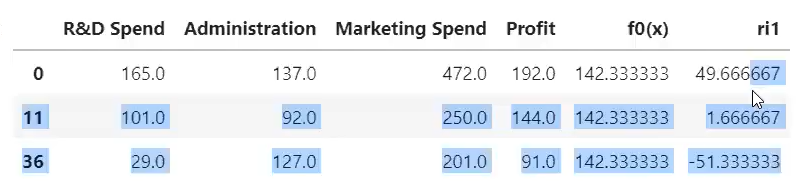 R&D Spend Administration Marketing Spend Profit f0(x) ri1
0 165.0 137.0 472.0 192.0 142.333333 49.666667
11 101.0 92.0 250.0 144.0 142.333333 1.666667
36 29.0 127.0 201.0 91.0 142.333333 -51.333333